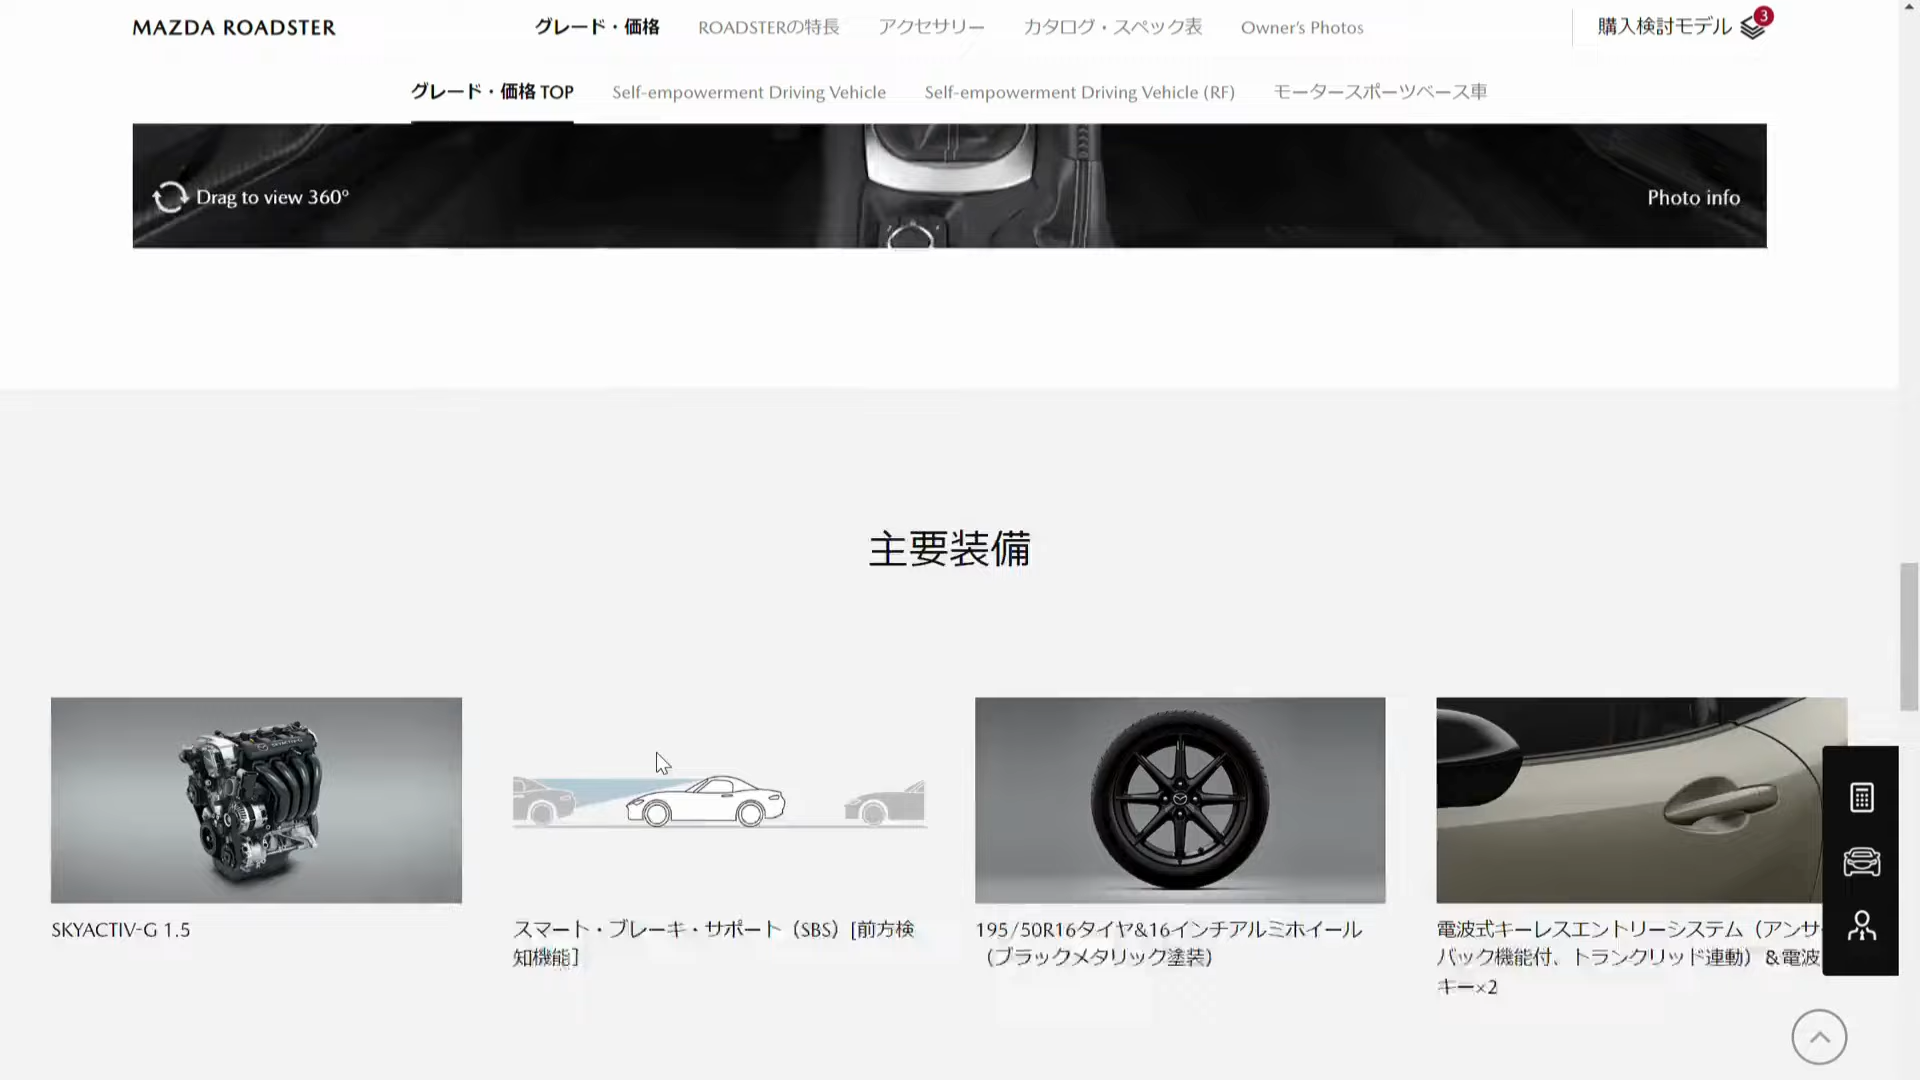 MAZDA ROADSTER
グレード・価格
ROADSTERの特長
アクセサリー
カタログ・スペック表
Owner's Photos
購入検討モデル
3
グレード・価格 TOP
Self-empowerment Driving Vehicle
Self-empowerment Driving Vehicle (RF)
モータースポーツベース車
Drag to view 360°
Photo info
主要装備
SKYACTIV-G 1.5
スマート・ブレーキ・サポート（SBS）[前方検
知機能]
195/50R16タイヤ&16インチアルミホイール
（ブラックメタリック塗装）
電波式キーレスエントリーシステム（アンサ
バック機能付、トランクリッド連動）＆電波
キー×2